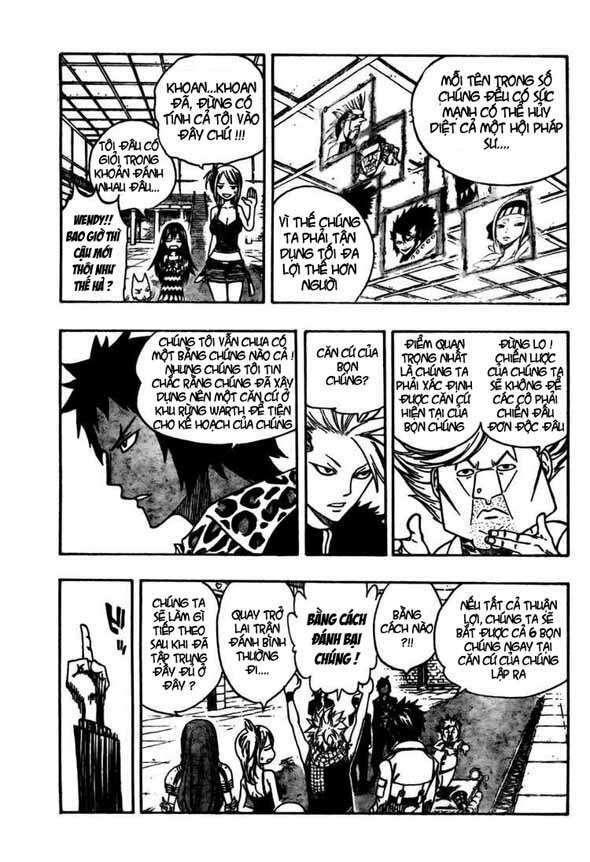 MỖI TÊN TRONG SỐ
CHÚNG ĐỀU CÓ SỨC
MẠNH CÓ THỂ HỦY
DIỆT CẢ MỘT HỘI PHÁP
SƯ....
VÌ THẾ CHÚNG
TA PHẢI TẬN
DỤNG TỐI ĐA
LỢI THẾ HƠN
NGƯỜI
KHOAN...KHOAN
ĐÃ, ĐỪNG CÓ
TÍNH CẢ TÔI VÀO
ĐÂY CHỨ !!!
TÔI ĐÂU CÓ
GIỎI TRONG
KHOẢN ĐÁNH
NHAU ĐÂU...
WENDY!!
BAO GIỜ THÌ
CẬU MỚI
THÔI NHƯ
THẾ HẢ ?
ĐỪNG LO !
CHIẾN LƯỢC
CỦA CHÚNG TA
SẼ KHÔNG ĐỂ
CÁC CÔ PHẢI
CHIẾN ĐẤU
ĐƠN ĐỘC ĐÂU
ĐIỂM QUAN
TRỌNG NHẤT
LÀ CHÚNG TA
PHẢI XÁC ĐỊNH
ĐƯỢC CĂN CỨ
HIỆN TẠI CỦA
BỌN CHÚNG
CĂN CỨ CỦA
BỌN
CHÚNG?
CHÚNG TÔI VẪN CHƯA CÓ
MỘT BẰNG CHỨNG NÀO CẢ !
NHƯNG CHÚNG TÔI TIN
CHẮC RẰNG CHÚNG ĐÃ XÂY
DỰNG NÊN MỘT CĂN CỨ Ở
KHU RỪNG WARTH ĐỂ TIỆN
CHO KẾ HOẠCH CỦA CHÚNG
NẾU TẤT CẢ THUẬN
LỢI, CHÚNG TA SẼ
BẮT ĐƯỢC CẢ 6 BỌN
CHÚNG NGAY TẠI
CĂN CỨ CỦA CHÚNG
LẬP RA
BẰNG
CÁCH NÀO
?!!
BẰNG CÁCH
ĐÁNH BẠI
CHÚNG !
QUAY TRỞ
LẠI TRẬN
ĐÁNH BÌNH
THƯỜNG
ĐI....
CHÚNG TA
SẼ LÀM GÌ
TIẾP THEO
SAU KHI ĐÃ
TẬP TRUNG
ĐẦY ĐỦ Ở
ĐÂY ?